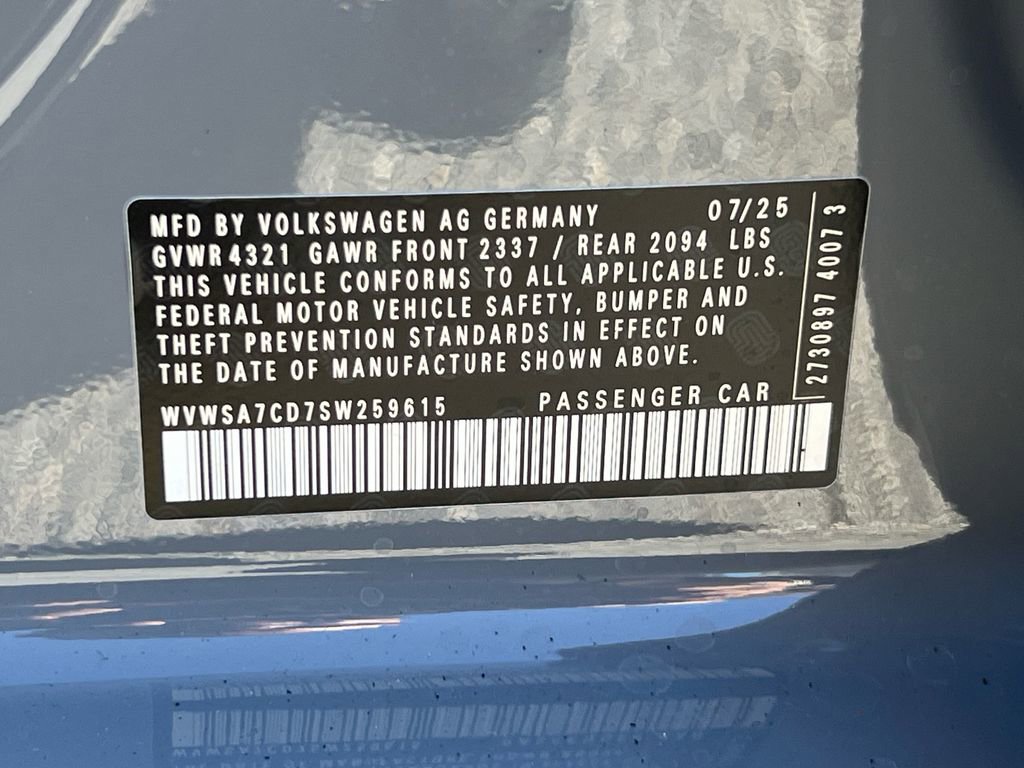 MFD BY VOLKSWAGEN AG GERMANY 07/25
GVWR 4321 GAWR FRONT 2337 / REAR 2094 LBS
THIS VEHICLE CONFORMS TO ALL APPLICABLE U.S.
FEDERAL MOTOR VEHICLE SAFETY, BUMPER AND
THEFT PREVENTION STANDARDS IN EFFECT ON
THE DATE OF MANUFACTURE SHOWN ABOVE.
WVWSA7CD7SW259615 PASSENGER CAR
2730897 4007 3